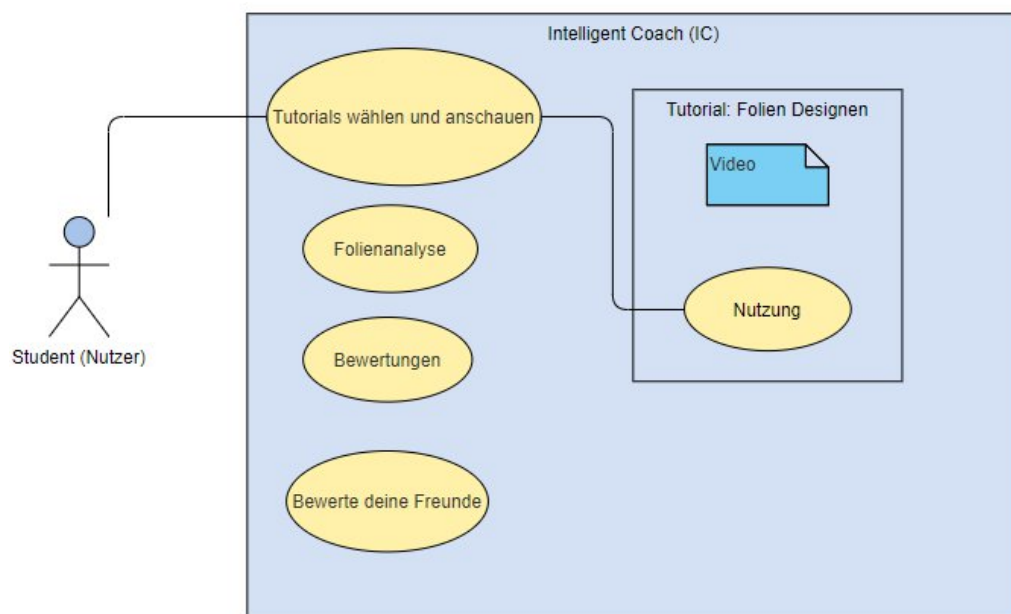 Intelligent Coach (IC)
Tutorials wählen und anschauen
Tutorial: Folien Designen
Video
Folienanalyse
Nutzung
Student (Nutzer)
Bewertungen
Bewerte deine Freunde